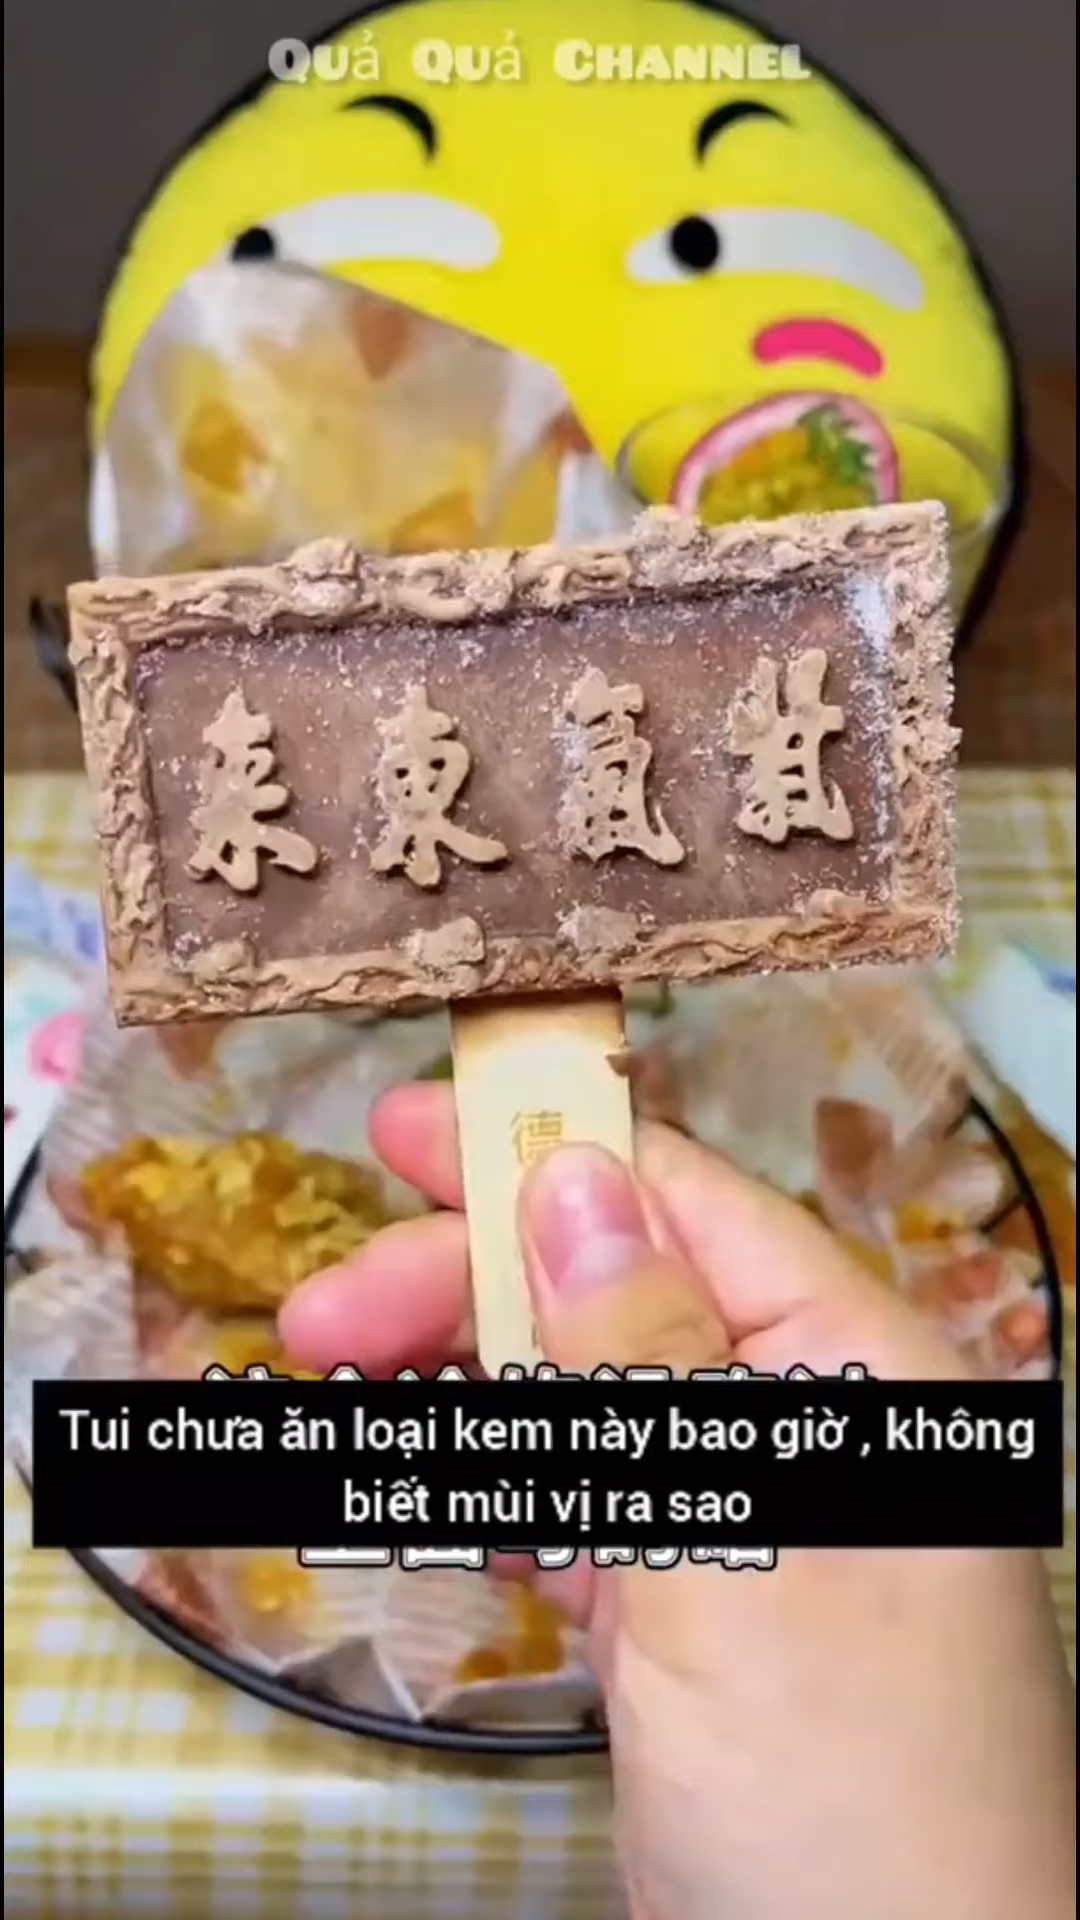 Quả Quả Channel
紫氣東來
德
Tui chưa ăn loại kem này bao giờ , không
biết mùi vị ra sao